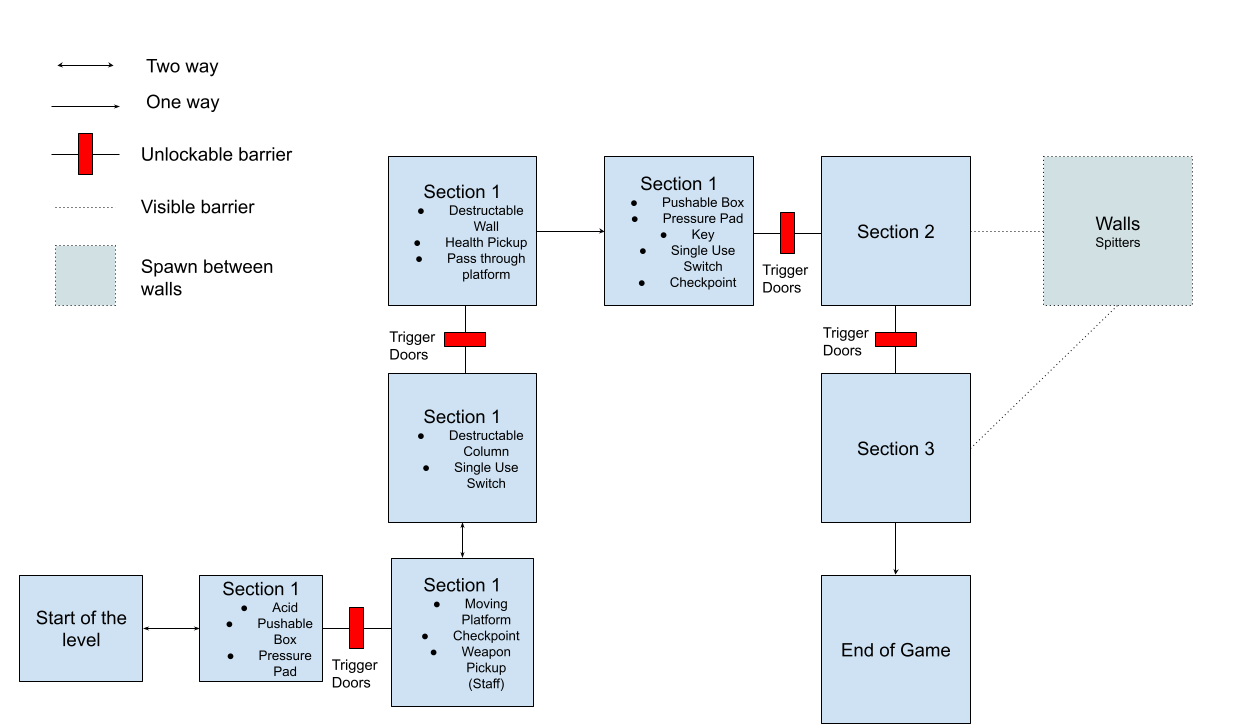 Two way
One way
Unlockable barrier
Visible barrier
Spawn between
walls
Start of the
level
Section 1
● Acid
● Pushable
Box
● Pressure
Pad
Trigger
Doors
Section 1
● Moving
Platform
● Checkpoint
● Weapon
Pickup
(Staff)
Section 1
● Destructable
Column
● Single Use
Switch
Trigger
Doors
Section 1
● Destructable
Wall
● Health Pickup
● Pass through
platform
Section 1
● Pushable Box
● Pressure Pad
● Key
● Single Use
Switch
● Checkpoint
Trigger
Doors
Section 2
Walls
Spitters
Trigger
Doors
Section 3
End of Game